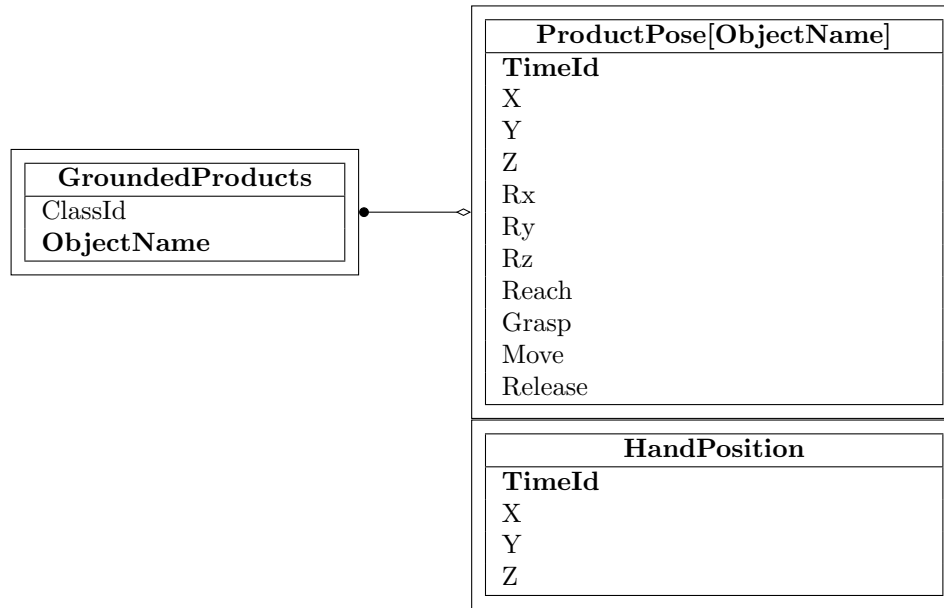 GroundedProducts
ClassId
ObjectName
ProductPose[ObjectName]
TimeId
X
Y
Z
Rx
Ry
Rz
Reach
Grasp
Move
Release
HandPosition
TimeId
X
Y
Z